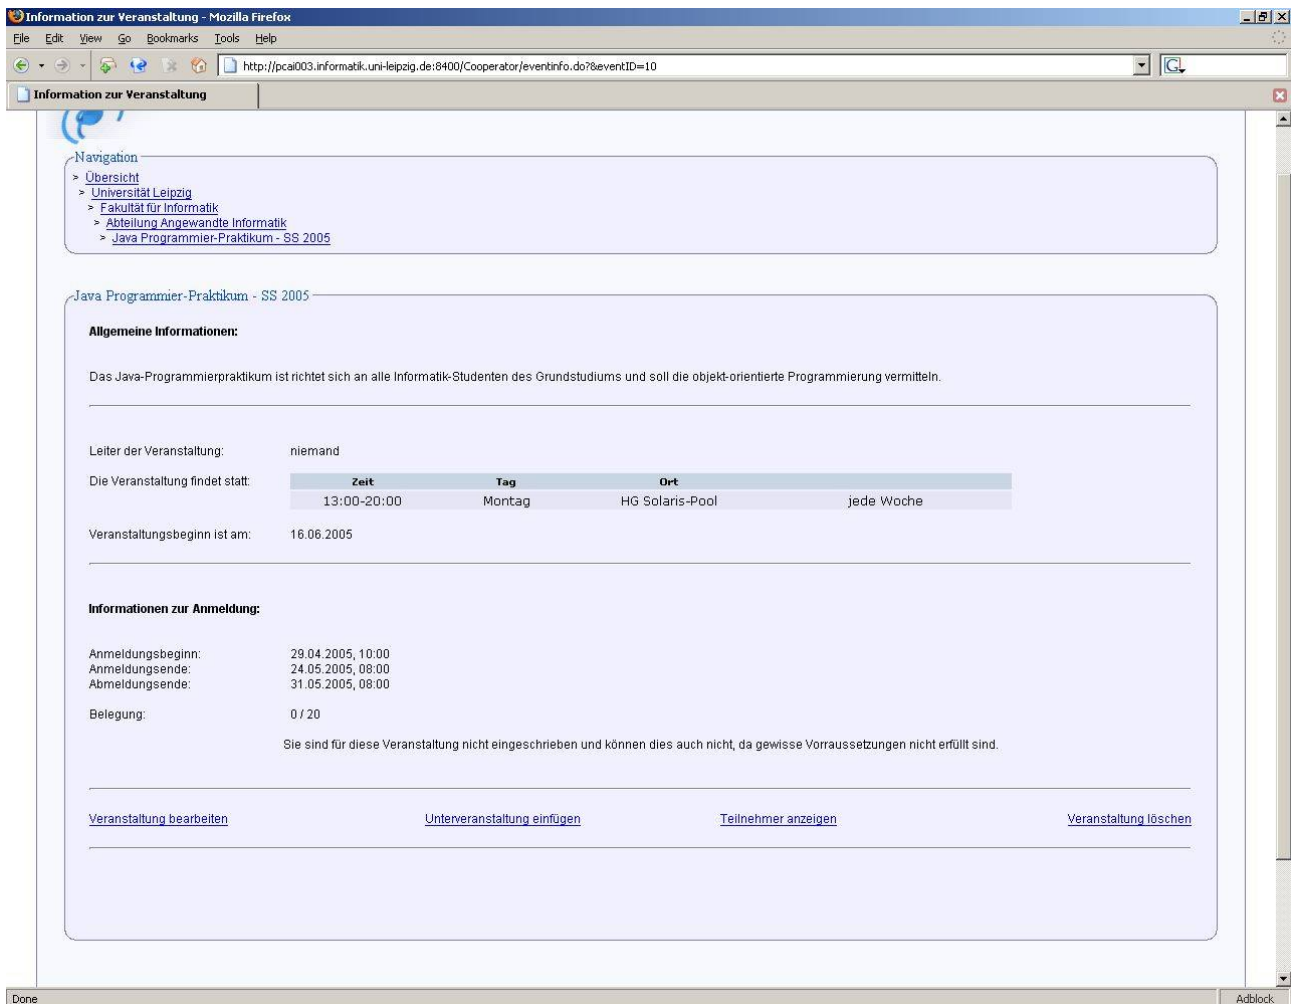 Information zur Veranstaltung - Mozilla Firefox
File Edit View Go Bookmarks Tools Help
http://pcai003.informatik.uni-leipzig.de:8400/Cooperator/eventinfo.do?&eventID=10
G
Information zur Veranstaltung
Navigation
> Übersicht
> Universität Leipzig
> Fakultät für Informatik
> Abteilung Angewandte Informatik
> Java Programmier-Praktikum - SS 2005
Java Programmier-Praktikum - SS 2005
Allgemeine Informationen:
Das Java-Programmierpraktikum ist richtet sich an alle Informatik-Studenten des Grundstudiums und soll die objekt-orientierte Programmierung vermitteln.
Leiter der Veranstaltung: niemand
Die Veranstaltung findet statt: Zeit Tag Ort
13:00-20:00 Montag HG Solaris-Pool jede Woche
Veranstaltungsbeginn ist am: 16.06.2005
Informationen zur Anmeldung:
Anmeldungsbeginn: 29.04.2005, 10:00
Anmeldungsende: 24.05.2005, 08:00
Abmeldungsende: 31.05.2005, 08:00
Belegung: 0 / 20
Sie sind für diese Veranstaltung nicht eingeschrieben und können dies auch nicht, da gewisse Vorraussetzungen nicht erfüllt sind.
Veranstaltung bearbeiten Unterveranstaltung einfügen Teilnehmer anzeigen Veranstaltung löschen
Done Adblock